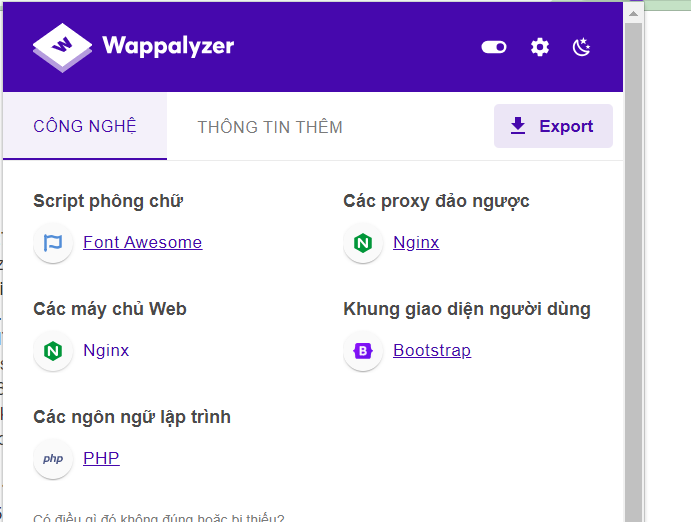 Wappalyzer
CÔNG NGHỆ
THÔNG TIN THÊM
Export
Script phông chữ
Font Awesome
Các proxy đảo ngược
Nginx
Các máy chủ Web
Nginx
Khung giao diện người dùng
Bootstrap
Các ngôn ngữ lập trình
php
PHP
Có điều gì đó không đúng hoặc bị thiếu?